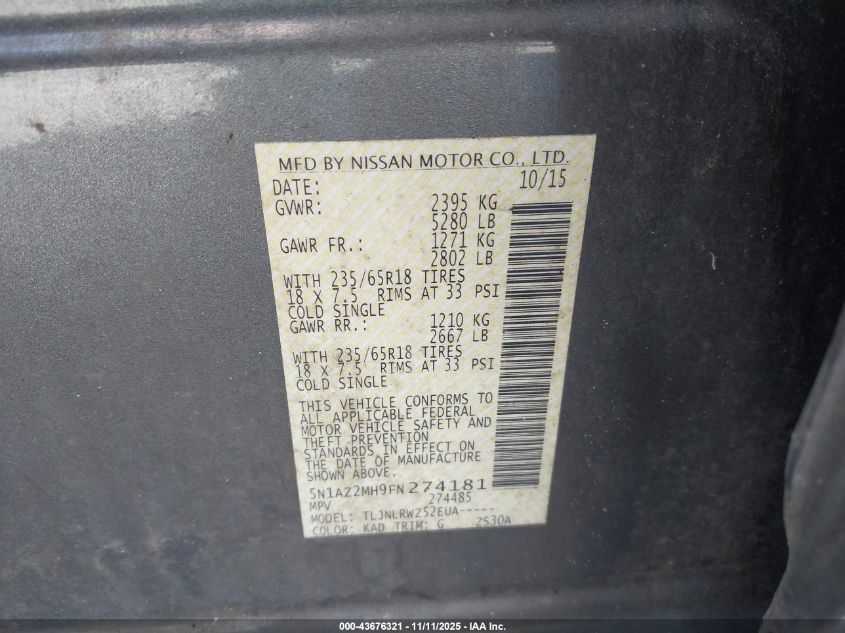 MFD BY NISSAN MOTOR CO., LTD.
DATE: 10/15
GVWR: 2395 KG
5280 LB
GAWR FR.: 1271 KG
2802 LB
WITH 235/65R18 TIRES
18 X 7.5 RIMS AT 33 PSI
COLD SINGLE
GAWR RR.: 1210 KG
2667 LB
WITH 235/65R18 TIRES
18 X 7.5 RIMS AT 33 PSI
COLD SINGLE
THIS VEHICLE CONFORMS TO
ALL APPLICABLE FEDERAL
MOTOR VEHICLE SAFETY AND
THEFT PREVENTION
STANDARDS IN EFFECT ON
THE DATE OF MANUFACTURE
SHOWN ABOVE.
5N1AZ2MH9FN274181
MPV 274485
MODEL: TLJNLRWZ52EUA-----
COLOR: KAD TRIM: G ZS30A
000-43676321 - 11/11/2025 - IAA Inc.